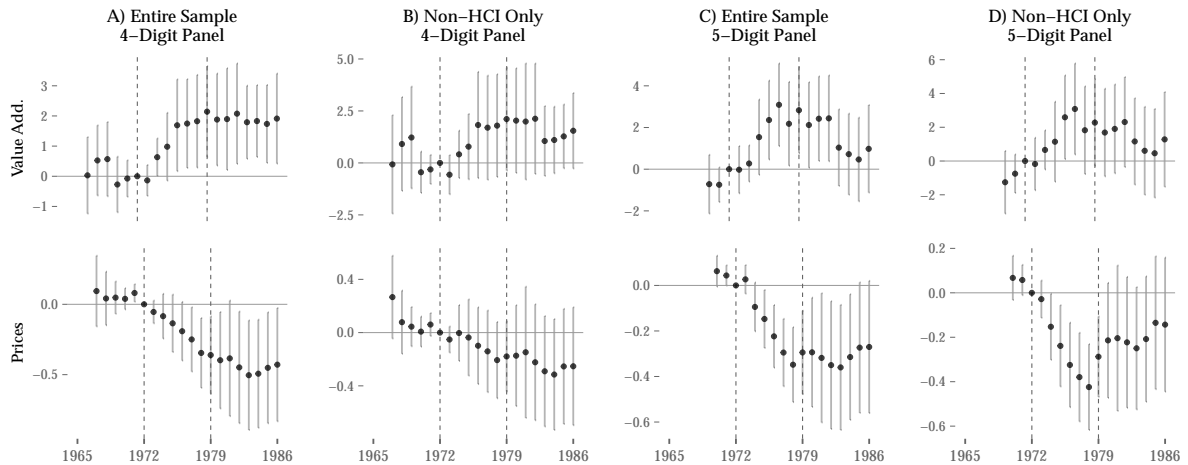 A) Entire Sample
4−Digit Panel
B) Non−HCI Only
4−Digit Panel
C) Entire Sample
5−Digit Panel
D) Non−HCI Only
5−Digit Panel
Value Add.
3
2
1
0
−1
5.0
2.5
0.0
−2.5
4
2
0
−2
6
4
2
0
−2
Prices
0.0
−0.5
0.4
0.0
−0.4
0.0
−0.2
−0.4
−0.6
0.2
0.0
−0.2
−0.4
−0.6
1965 1972 1979 1986
1965 1972 1979 1986
1965 1972 1979 1986
1965 1972 1979 1986